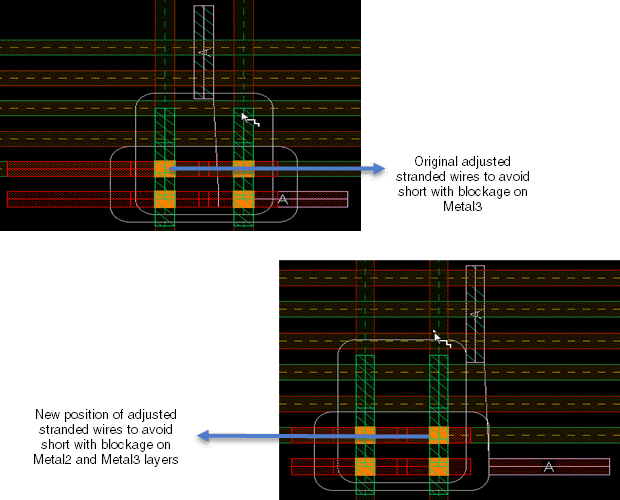 A
A
Original adjusted
stranded wires to avoid
short with blockage on
Metal3
A
A
New position of adjusted
stranded wires to avoid
short with blockage on
Metal2 and Metal3 layers